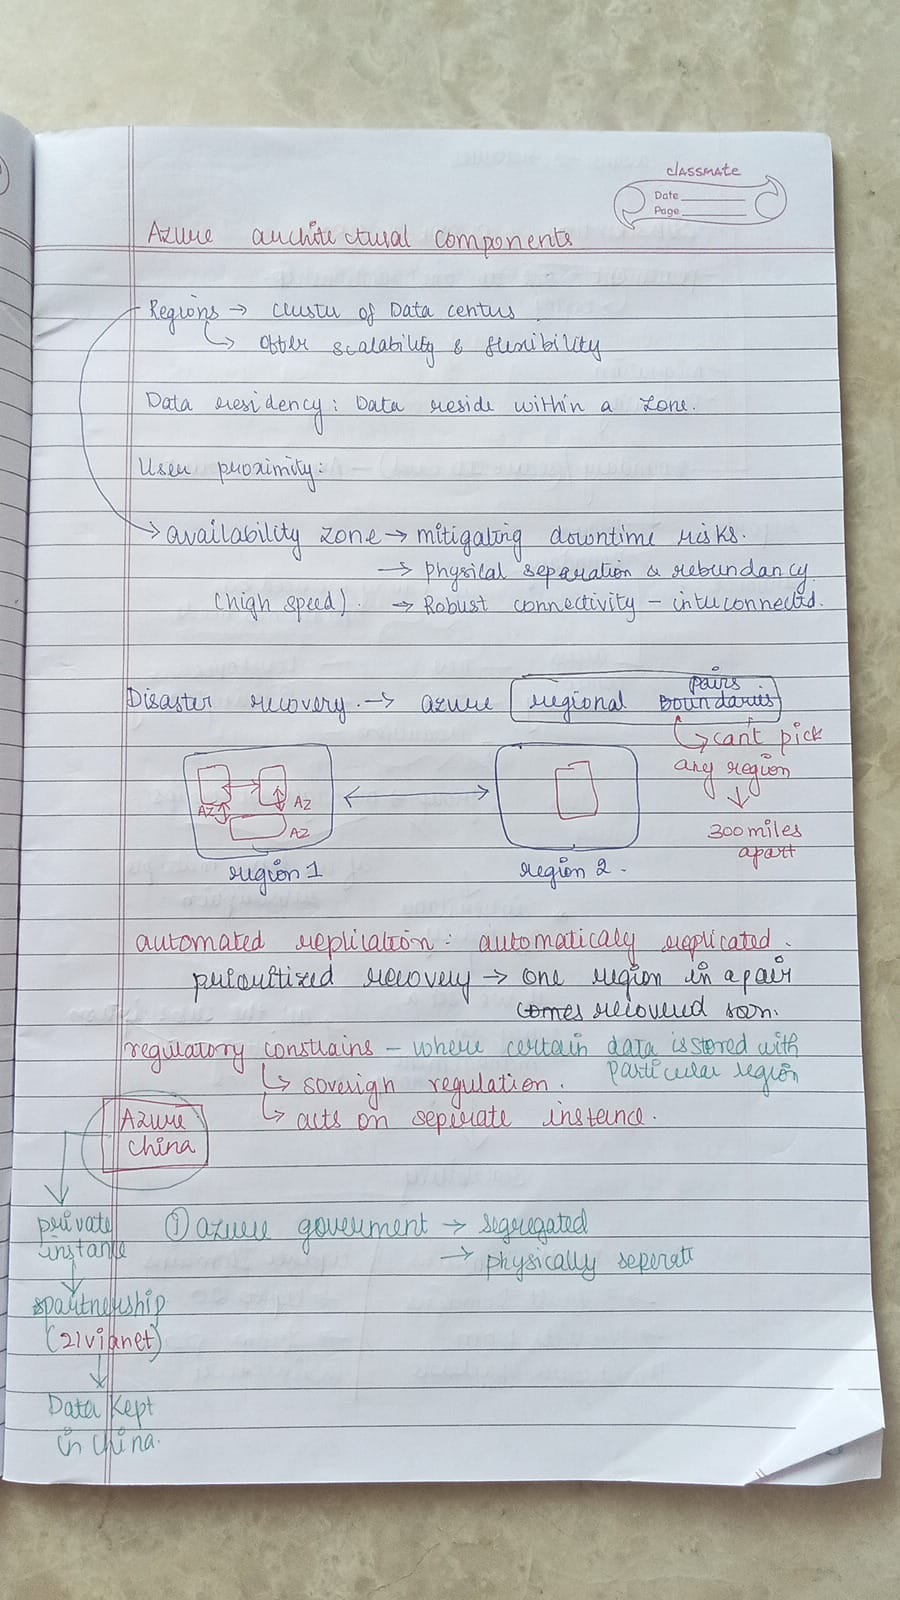 classmate
Date
Page
Azure architectural components
Regions → cluster of Data centers
↳ Offer scalability & flexibility
Data residency: Data reside within a zone.
User proximity:
→ availability zone → mitigating downtime risks.
→ physical separation & rebundancy
(high speed). → Robust connectivity - interconnected.
pairs
Disaster recovery. → azure regional boundaries
↳ can't pick
any region
↓
300 miles
apart
AZ AZ
AZ
region 1 region 2.
automated replication: automaticaly replicated.
prioritized recovery → one region in a pair
comes recovered soon.
regulatory constrains - where certain data is stored with
particular region
↳ soverign regulation.
↳ acts on seperate instance.
Azure
China
private
instante
① azure goverment → segregated
→ physically seperate
partnership
(21vianet)
↓
Data Kept
in China.